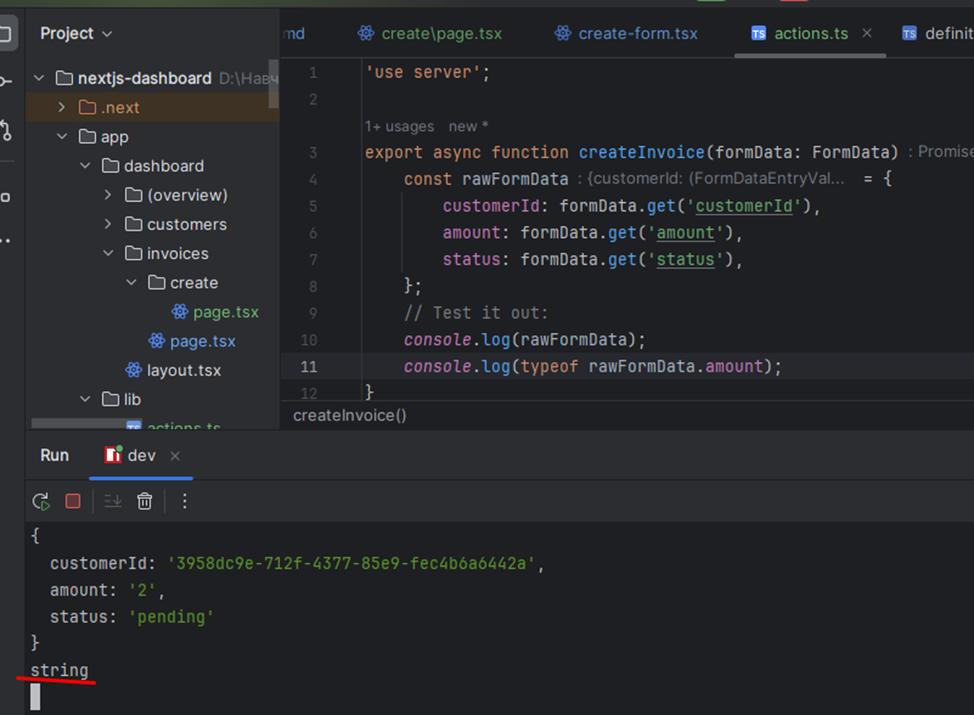 Project
md
create\page.tsx
create-form.tsx
TS actions.ts
TS definit
nextjs-dashboard D:\Навч
.next
app
dashboard
(overview)
customers
invoices
create
page.tsx
page.tsx
layout.tsx
lib
actions.ts
1 'use server';
2
1+ usages new *
3 export async function createInvoice(formData: FormData) : Promise
4 const rawFormData : {customerId: (FormDataEntryVal... = {
5 customerId: formData.get('customerId'),
6 amount: formData.get('amount'),
7 status: formData.get('status'),
8 };
9 // Test it out:
10 console.log(rawFormData);
11 console.log(typeof rawFormData.amount);
12 }
createInvoice()
Run
dev
{
customerId: '3958dc9e-712f-4377-85e9-fec4b6a6442a',
amount: '2',
status: 'pending'
}
string